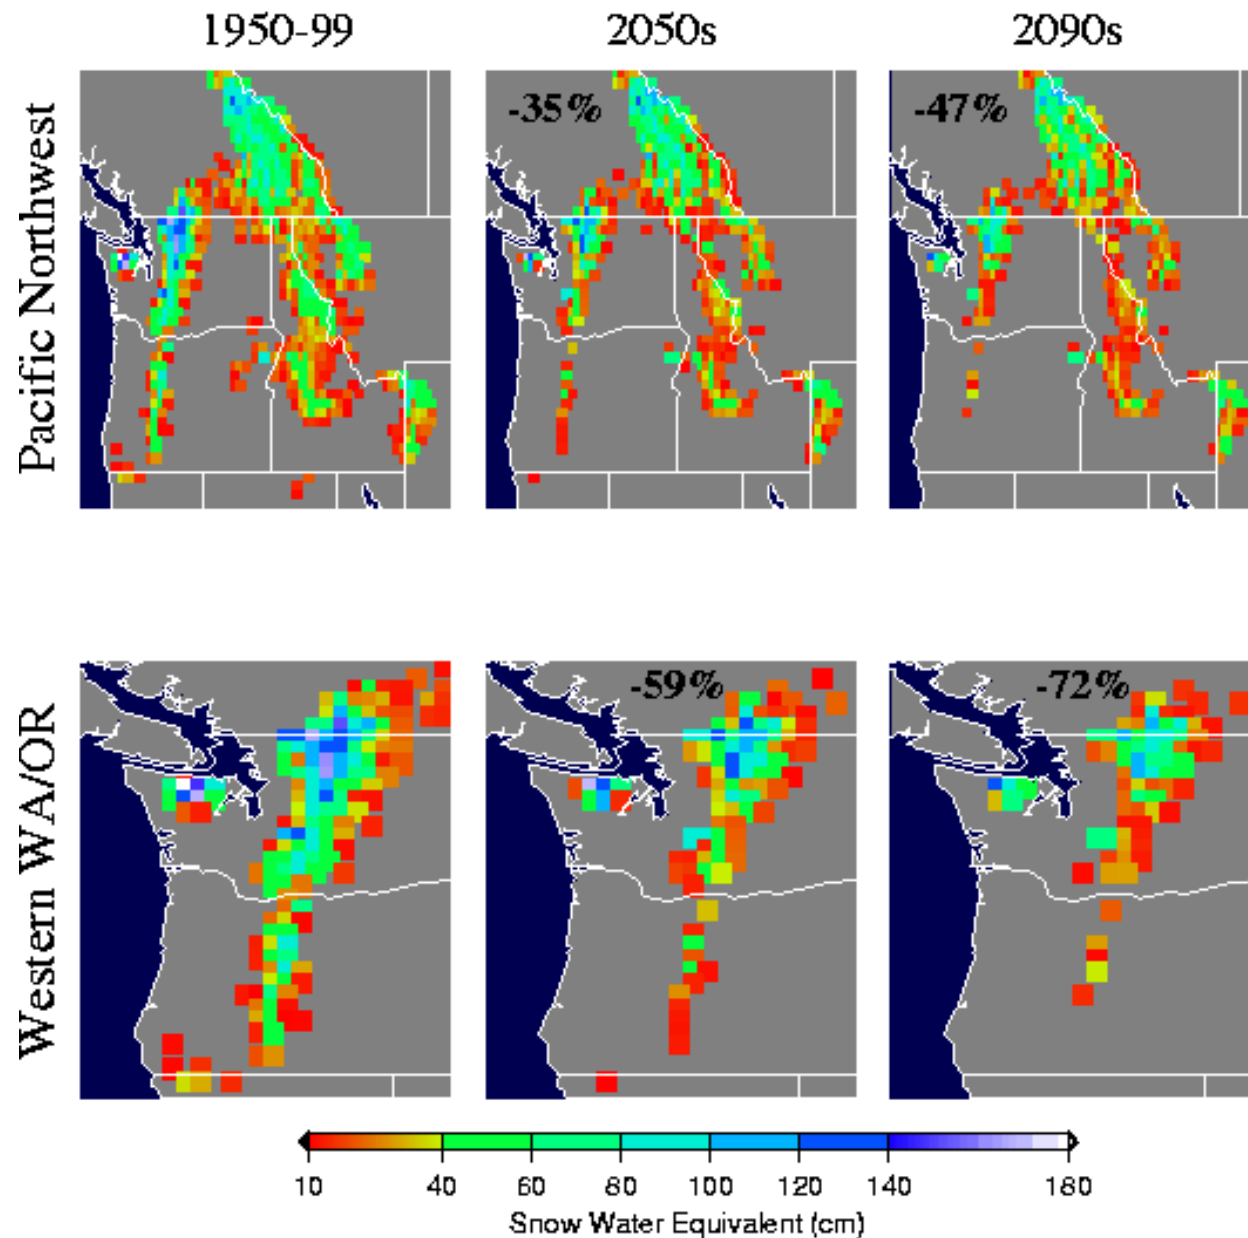 1950-99 2050s 2090s
Pacific Northwest
-35% -47%
Western WA/OR
-59% -72%
10 40 60 80 100 120 140 180
Snow Water Equivalent (cm)